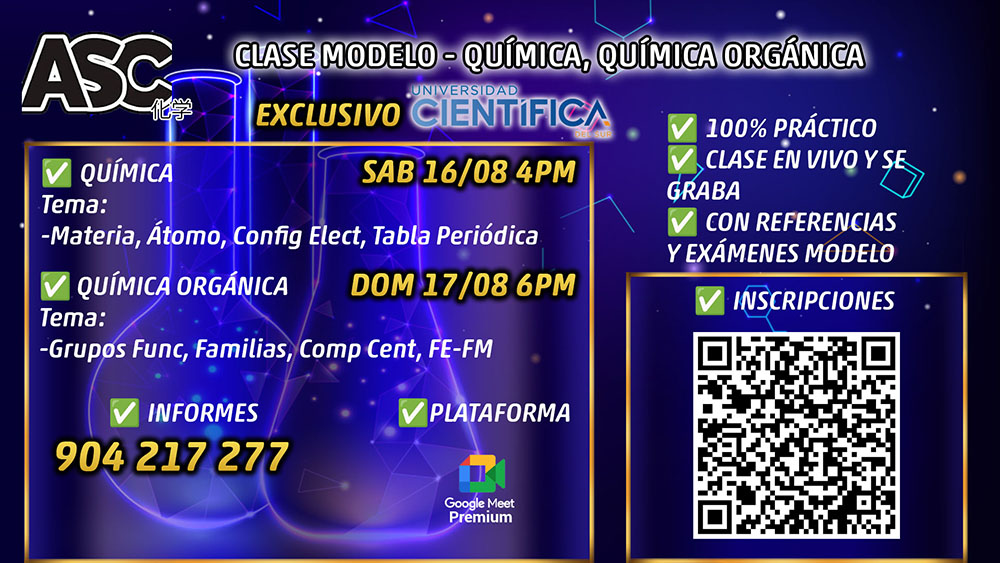 ASC
化学
CLASE MODELO - QUÍMICA, QUÍMICA ORGÁNICA
EXCLUSIVO
UNIVERSIDAD
CIENTÍFICA
DEL SUR
✅ QUÍMICA
SAB 16/08 4PM
Tema:
-Materia, Átomo, Config Elect, Tabla Periódica
✅ QUÍMICA ORGÁNICA
DOM 17/08 6PM
Tema:
-Grupos Func, Familias, Comp Cent, FE-FM
✅ INFORMES
904 217 277
✅PLATAFORMA
Google Meet
Premium
✅ 100% PRÁCTICO
✅ CLASE EN VIVO Y SE
GRABA
✅ CON REFERENCIAS
Y EXÁMENES MODELO
✅ INSCRIPCIONES